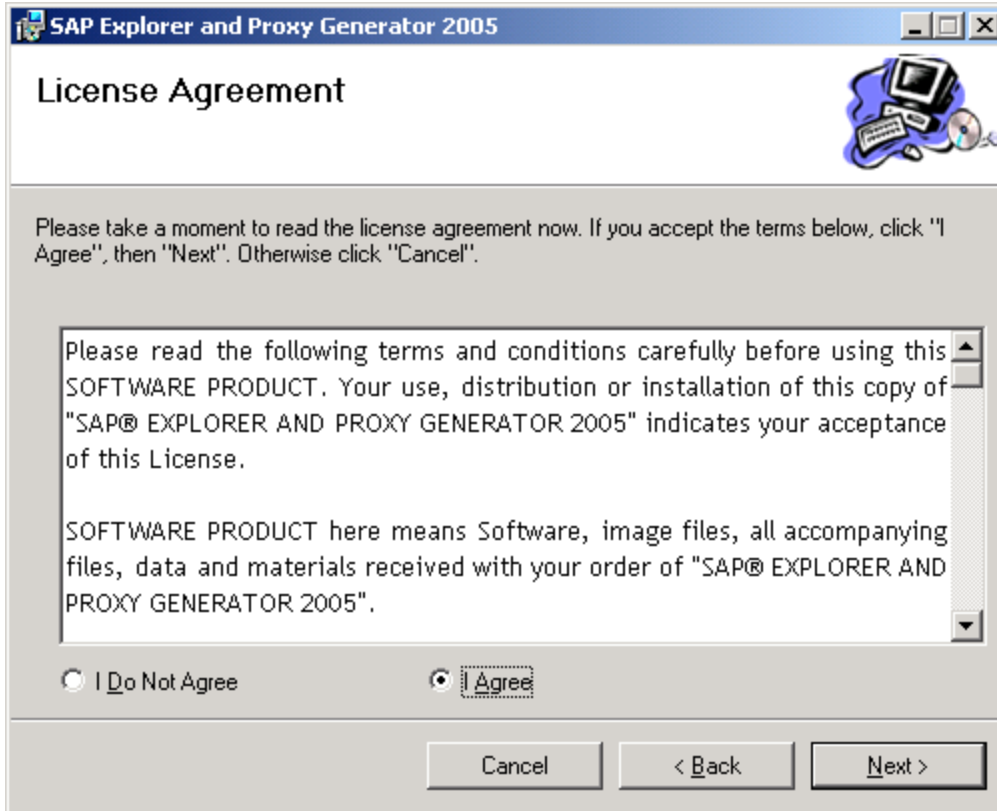 SAP Explorer and Proxy Generator 2005
License Agreement
Please take a moment to read the license agreement now. If you accept the terms below, click "I
Agree", then "Next". Otherwise click "Cancel".
Please read the following terms and conditions carefully before using this
SOFTWARE PRODUCT. Your use, distribution or installation of this copy of
"SAP® EXPLORER AND PROXY GENERATOR 2005" indicates your acceptance
of this License.
SOFTWARE PRODUCT here means Software, image files, all accompanying
files, data and materials received with your order of "SAP® EXPLORER AND
PROXY GENERATOR 2005".
I Do Not Agree
I Agree
Cancel
< Back
Next >